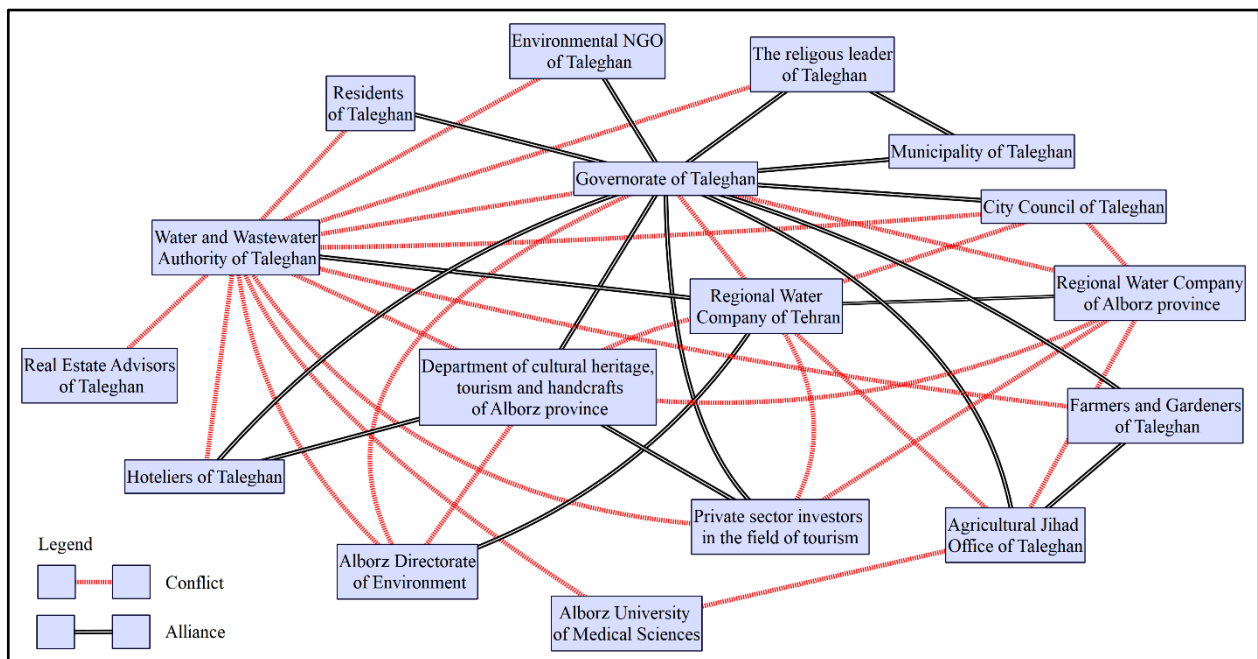 Environmental NGO
of Taleghan
The religous leader
of Taleghan
Residents
of Taleghan
Municipality of Taleghan
Governorate of Taleghan
City Council of Taleghan
Water and Wastewater
Authority of Taleghan
Regional Water
Company of Tehran
Regional Water Company
of Alborz province
Real Estate Advisors
of Taleghan
Department of cultural heritage,
tourism and handcrafts
of Alborz province
Farmers and Gardeners
of Taleghan
Hoteliers of Taleghan
Private sector investors
in the field of tourism
Agricultural Jihad
Office of Taleghan
Alborz Directorate
of Environment
Alborz University
of Medical Sciences
Legend
Conflict
Alliance